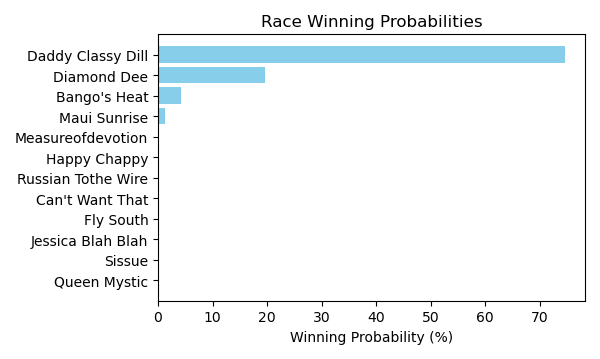 Race Winning Probabilities
Daddy Classy Dill
Diamond Dee
Bango's Heat
Maui Sunrise
Measureofdevotion
Happy Chappy
Russian Tothe Wire
Can't Want That
Fly South
Jessica Blah Blah
Sissue
Queen Mystic
0 10 20 30 40 50 60 70
Winning Probability (%)